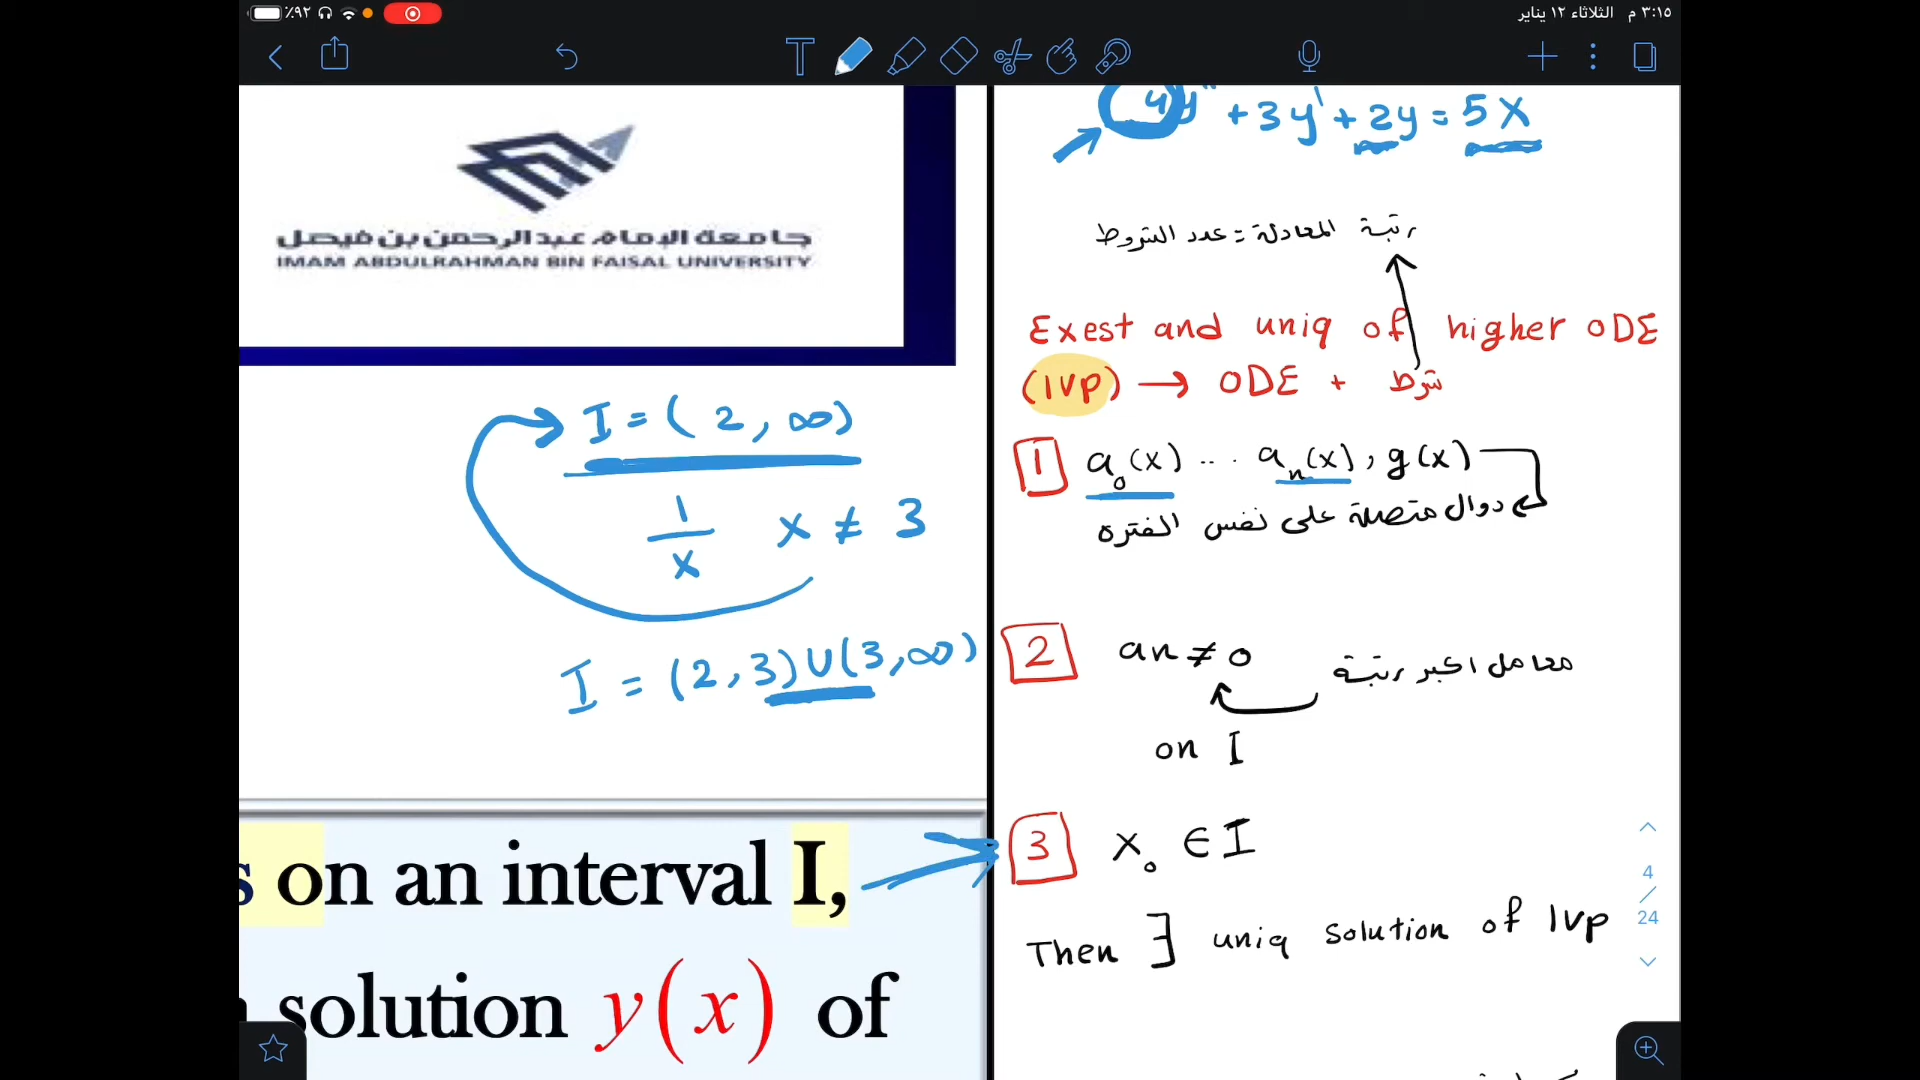 ٪٩٢
٣:١٥ م الثلاثاء ١٢ يناير
جامعة الإمام عبدالرحمن بن فيصل
IMAM ABDULRAHMAN BIN FAISAL UNIVERSITY
I = ( 2 , ∞ )
1/x x ≠ 3
I = (2,3)∪(3,∞)
s on an interval I,
solution y(x) of
4y'' + 3y' + 2y = 5x
رتبة المعادلة = عدد الشروط
Exest and uniq of higher ODE
(IVP) → ODE + شرط
1 a₀(x) ... aₙ(x), g(x)
دوال متصلة على نفس الفتره
2 an ≠ 0 معامل اكبر رتبة
on I
3 x₀ ∈ I
Then ∃ uniq solution of IVP
4
/
24